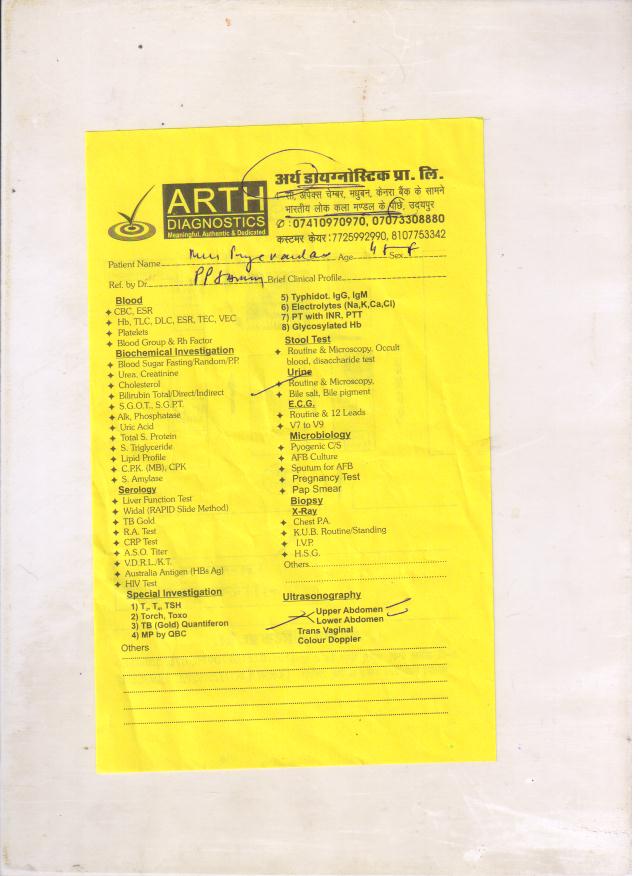 अर्थ डायग्नोस्टिक प्रा. लि.
ARTH
DIAGNOSTICS
Meaningful, Authentic & Dedicated
4 सी, अपेक्स चेम्बर, मधुबन, केनरा बैंक के सामने
भारतीय लोक कला मण्डल के पीछे, उदयपुर
✆ : 07410970970, 07073308880
कस्टमर केयर : 7725992990, 8107753342
Patient Name Age Sex F
Ref. by Dr. Brief Clinical Profile
Blood
CBC, ESR
Hb, TLC, DLC, ESR, TEC, VEC
Platelets
Blood Group & Rh Factor
Biochemical Investigation
Blood Sugar Fasting/Random/P.P.
Urea, Creatinine
Cholesterol
Bilirubin Total/Direct/Indirect
S.G.O.T., S.G.P.T.
Alk, Phosphatase
Uric Acid
Total S. Protein
S. Triglyceride
Lipid Profile
C.P.K. (MB), CPK
S. Amylase
Serology
Liver Function Test
Widal (RAPID Slide Method)
TB Gold
R.A. Test
CRP Test
A.S.O. Titer
V.D.R.L./K.T.
Australia Antigen (HBs Ag)
HIV Test
Special Investigation
1) T₃, T₄, TSH
2) Torch, Toxo
3) TB (Gold) Quantiferon
4) MP by QBC
5) Typhidot. IgG, IgM
6) Electrolytes (Na,K,Ca,Cl)
7) PT with INR, PTT
8) Glycosylated Hb
Stool Test
Routine & Microscopy, Occult
blood, disaccharide test
Urine
Routine & Microscopy,
Bile salt, Bile pigment
E.C.G.
Routine & 12 Leads
V7 to V9
Microbiology
Pyogenic C/S
AFB Culture
Sputum for AFB
Pregnancy Test
Pap Smear
Biopsy
X-Ray
Chest P.A.
K.U.B. Routine/Standing
I.V.P.
H.S.G.
Others
Ultrasonography
Upper Abdomen
Lower Abdomen
Trans Vaginal
Colour Doppler
Others